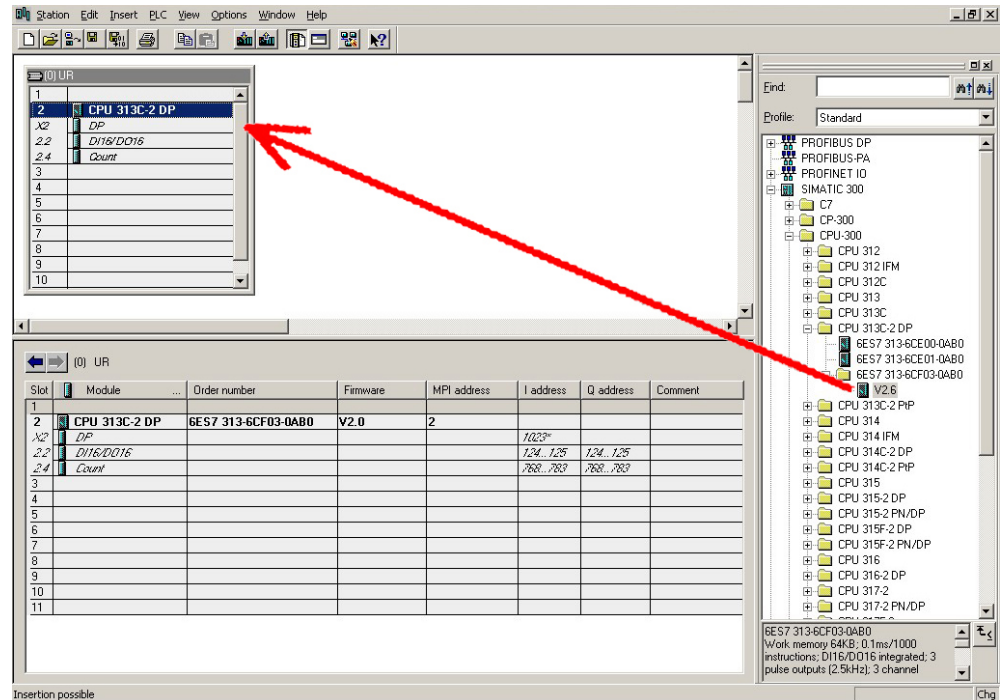 Station Edit Insert PLC View Options Window Help
(0) UR
1
2 CPU 313C-2 DP
X2 DP
2.2 DI16/DO16
2.4 Count
3
4
5
6
7
8
9
10
Find:
Profile: Standard
PROFIBUS DP
PROFIBUS-PA
PROFINET IO
SIMATIC 300
C7
CP-300
CPU-300
CPU 312
CPU 312 IFM
CPU 312C
CPU 313
CPU 313C
CPU 313C-2 DP
6ES7 313-6CE00-0AB0
6ES7 313-6CE01-0AB0
6ES7 313-6CF03-0AB0
V2.6
CPU 313C-2 PtP
CPU 314
CPU 314 IFM
CPU 314C-2 DP
CPU 314C-2 PtP
CPU 315
CPU 315-2 DP
CPU 315-2 PN/DP
CPU 315F-2 DP
CPU 315F-2 PN/DP
CPU 316
CPU 316-2 DP
CPU 317-2
CPU 317-2 PN/DP
6ES7 313-6CF03-0AB0
Work memory 64KB; 0.1ms/1000
instructions; DI16/DO16 integrated; 3
pulse outputs (2.5kHz); 3 channel
(0) UR
Slot Module ... Order number Firmware MPI address I address Q address Comment
1
2 CPU 313C-2 DP 6ES7 313-6CF03-0AB0 V2.0 2
X2 DP 1023*
2.2 DI16/DO16 124...125 124...125
2.4 Count 768...783 768...783
3
4
5
6
7
8
9
10
11
Insertion possible Chg